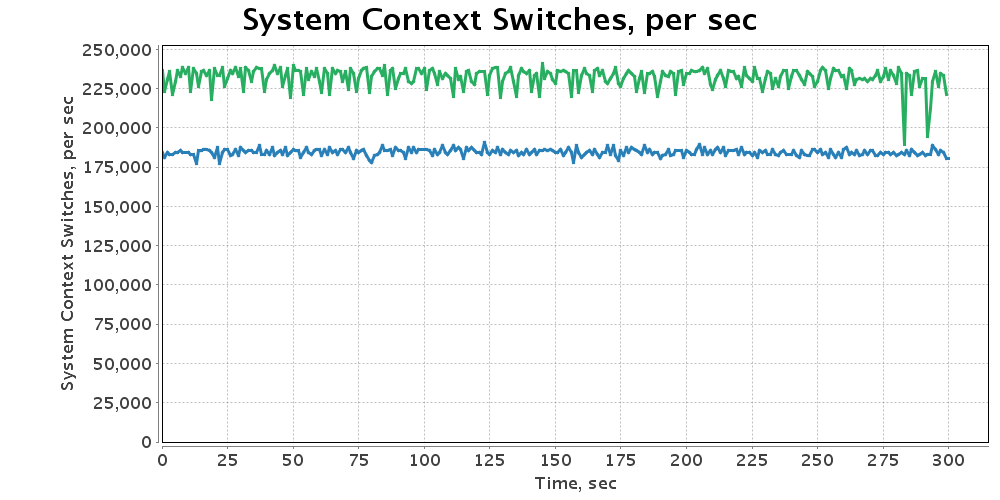 System Context Switches, per sec
System Context Switches, per sec
250,000
225,000
200,000
175,000
150,000
125,000
100,000
75,000
50,000
25,000
0
0 25 50 75 100 125 150 175 200 225 250 275 300
Time, sec